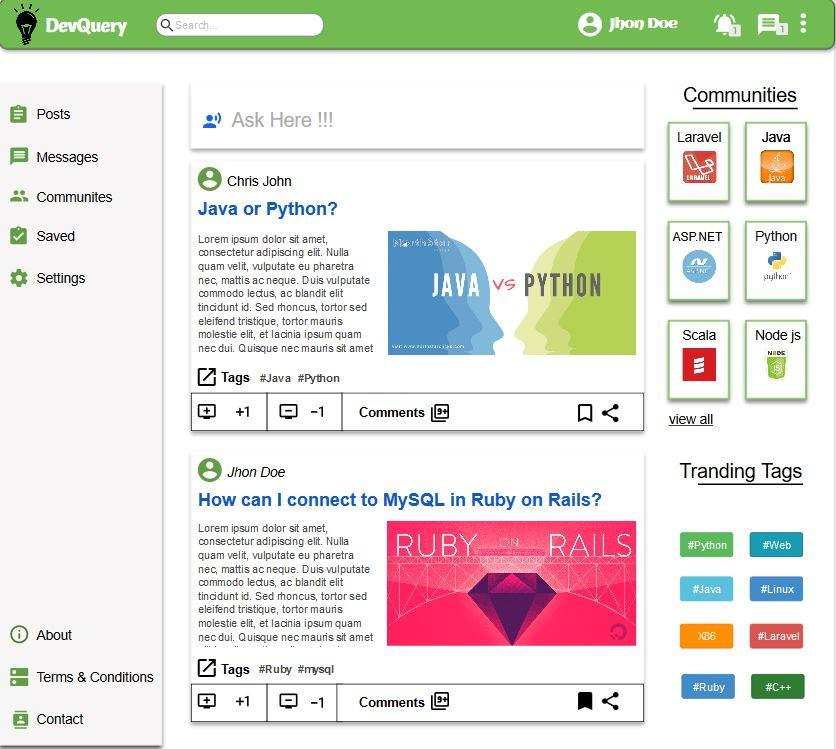 DevQuery
Search...
Jhon Doe
1
1
Posts
Messages
Communites
Saved
Settings
About
Terms & Conditions
Contact
Ask Here !!!
Chris John
Java or Python?
Lorem ipsum dolor sit amet,
consectetur adipiscing elit. Nulla
quam velit, vulputate eu pharetra
nec, mattis ac neque. Duis vulputate
commodo lectus, ac blandit elit
tincidunt id. Sed rhoncus, tortor sed
eleifend tristique, tortor mauris
molestie elit, et lacinia ipsum quam
nec dui. Quisque nec mauris sit amet
JAVA VS PYTHON
Tags #Java #Python
+1 −1 Comments 9+
Jhon Doe
How can I connect to MySQL in Ruby on Rails?
Lorem ipsum dolor sit amet,
consectetur adipiscing elit. Nulla
quam velit, vulputate eu pharetra
nec, mattis ac neque. Duis vulputate
commodo lectus, ac blandit elit
tincidunt id. Sed rhoncus, tortor sed
eleifend tristique, tortor mauris
molestie elit, et lacinia ipsum quam
nec dui. Quisque nec mauris sit amet
RUBY ON RAILS
Tags #Ruby #mysql
+1 −1 Comments 9+
Communities
Laravel
LARAVEL
Java
Java
ASP.NET
ASP.NET
Python
python
Scala
Node js
NODE
JS
view all
Tranding Tags
#Python
#Web
#Java
#Linux
X86
#Laravel
#Ruby
#C++